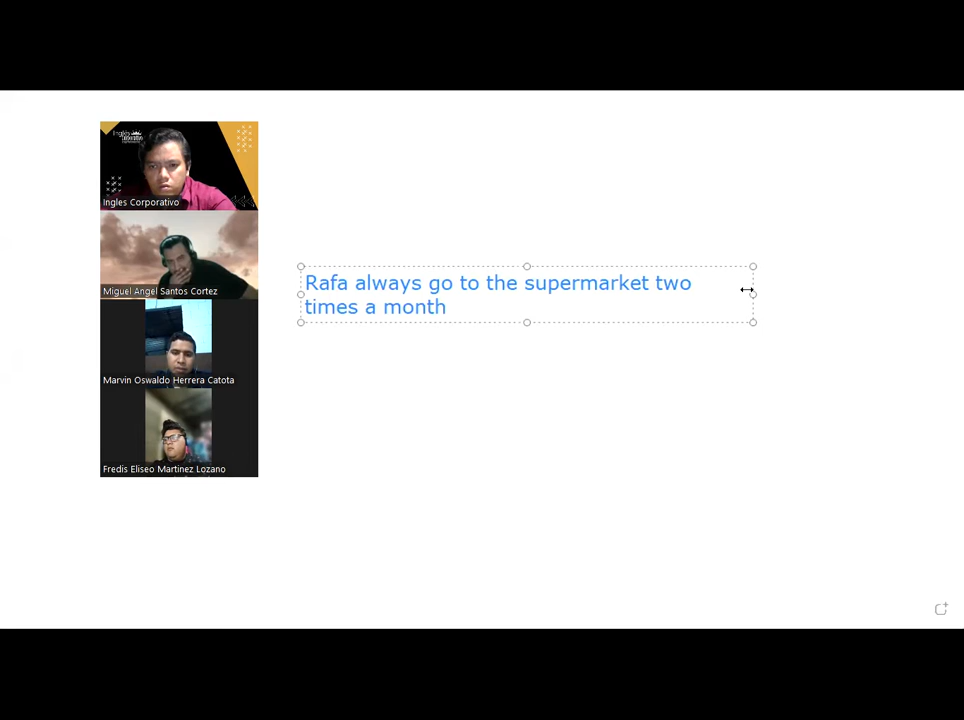 Ingles Corporativo
Miguel Angel Santos Cortez
Marvin Oswaldo Herrera Catota
Fredis Eliseo Martinez Lozano
Rafa always go to the supermarket two
times a month